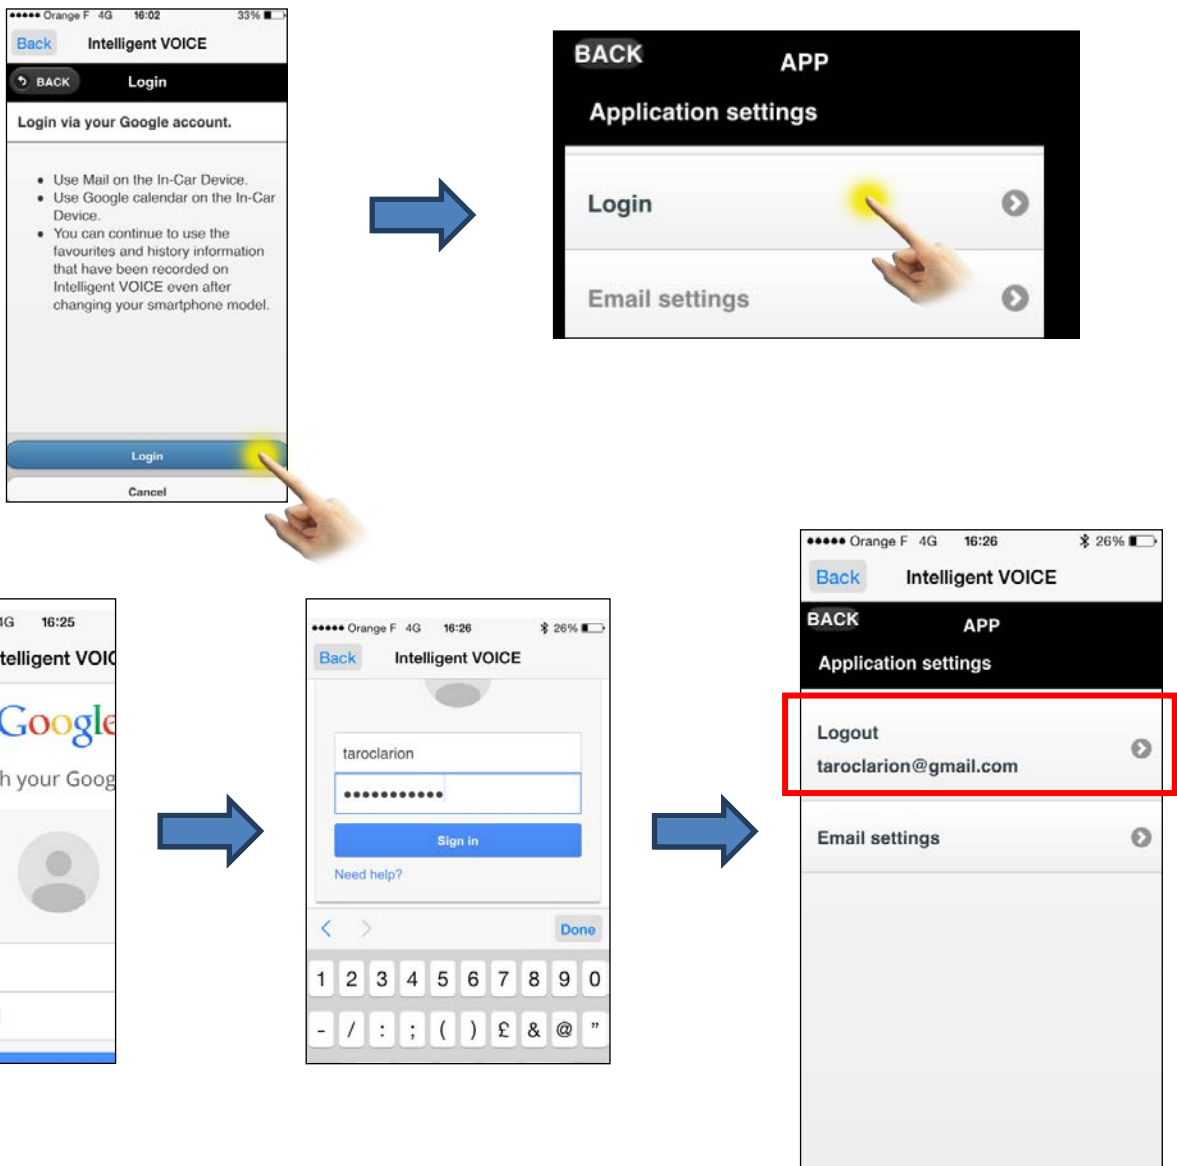 ••••• Orange F 4G 16:02 33%
Back Intelligent VOICE
BACK Login
Login via your Google account.
• Use Mail on the In-Car Device.
• Use Google calendar on the In-Car
Device.
• You can continue to use the
favourites and history information
that have been recorded on
Intelligent VOICE even after
changing your smartphone model.
Login
Cancel
BACK APP
Application settings
Login
Email settings
4G 16:25
telligent VOIC
Google
h your Goog
••••• Orange F 4G 16:26 26%
Back Intelligent VOICE
taroclarion
•••••••••••
Sign in
Need help?
< > Done
1 2 3 4 5 6 7 8 9 0
- / : ; ( ) £ & @ "
••••• Orange F 4G 16:26 26%
Back Intelligent VOICE
BACK APP
Application settings
Logout
taroclarion@gmail.com
Email settings